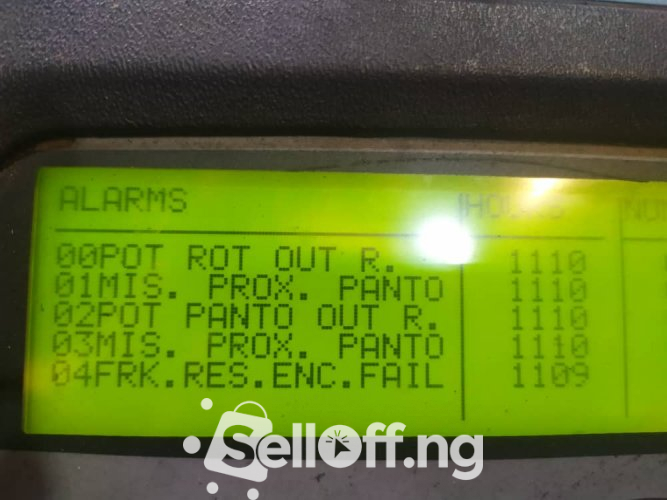 ALARMS HOURS
00POT ROT OUT R. 1110
01MIS. PROX. PANTO 1110
02POT PANTO OUT R. 1110
03MIS. PROX. PANTO 1110
04FRK.RES.ENC.FAIL 1109
Selloff.ng